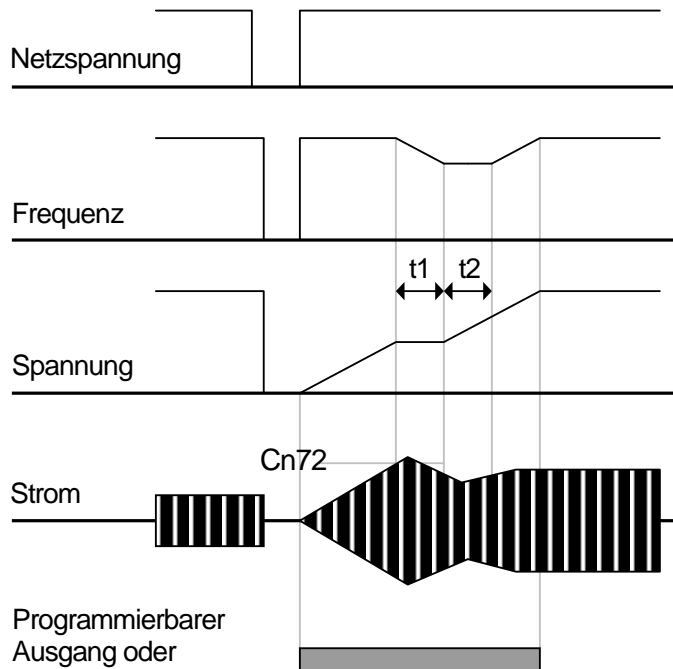 Netzspannung
Frequenz
t1 t2
Spannung
Cn72
Strom
Programmierbarer
Ausgang oder